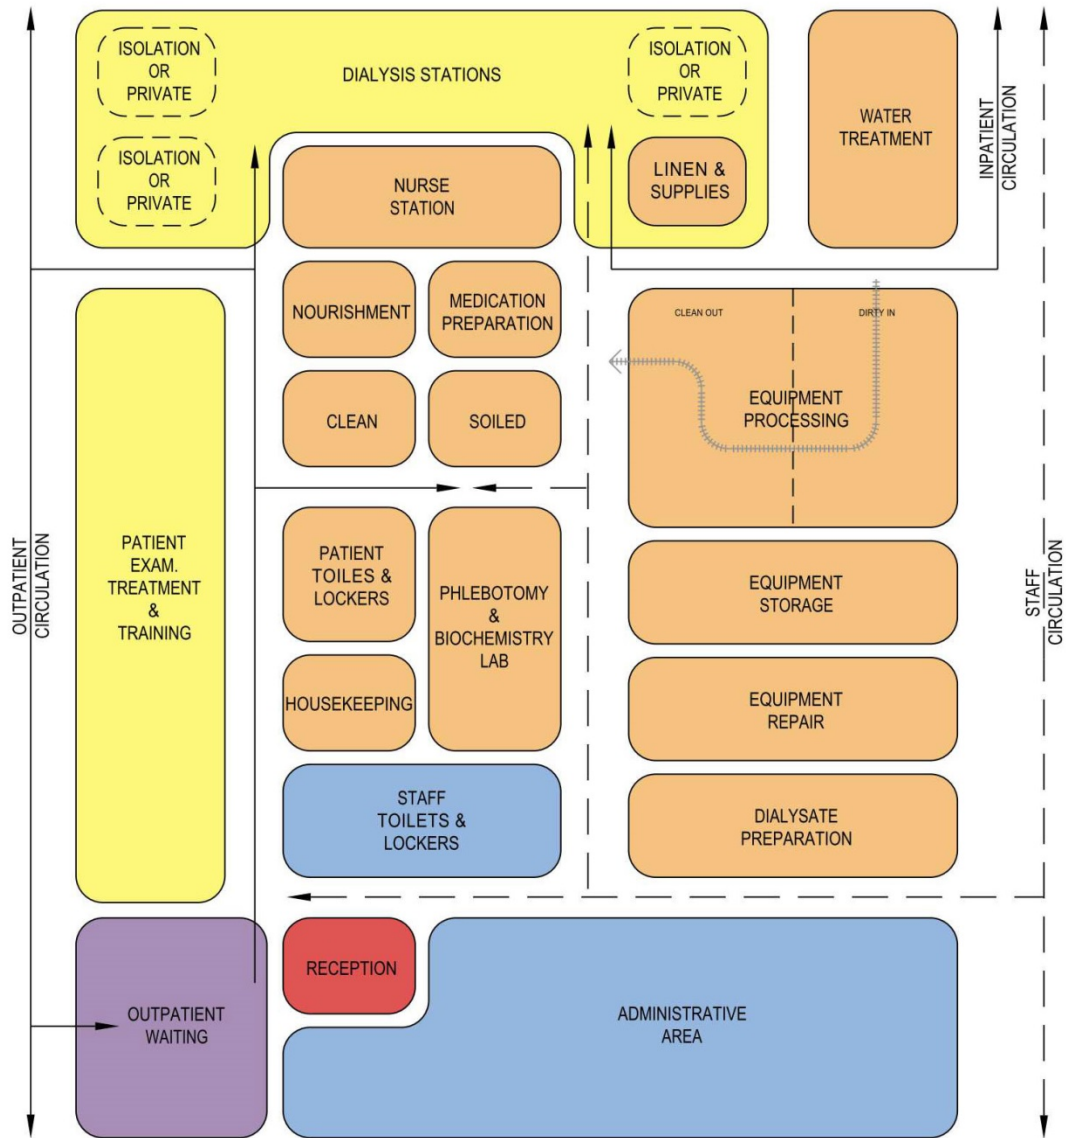 ISOLATION
OR
PRIVATE
DIALYSIS STATIONS
ISOLATION
OR
PRIVATE
WATER
TREATMENT
INPATIENT
CIRCULATION
ISOLATION
OR
PRIVATE
NURSE
STATION
LINEN &
SUPPLIES
NOURISHMENT
MEDICATION
PREPARATION
CLEAN OUT
DIRTY IN
CLEAN
SOILED
EQUIPMENT
PROCESSING
OUTPATIENT
CIRCULATION
PATIENT
EXAM.
TREATMENT
&
TRAINING
PATIENT
TOILES &
LOCKERS
PHLEBOTOMY
&
BIOCHEMISTRY
LAB
EQUIPMENT
STORAGE
STAFF
CIRCULATION
HOUSEKEEPING
EQUIPMENT
REPAIR
STAFF
TOILETS &
LOCKERS
DIALYSATE
PREPARATION
RECEPTION
OUTPATIENT
WAITING
ADMINISTRATIVE
AREA